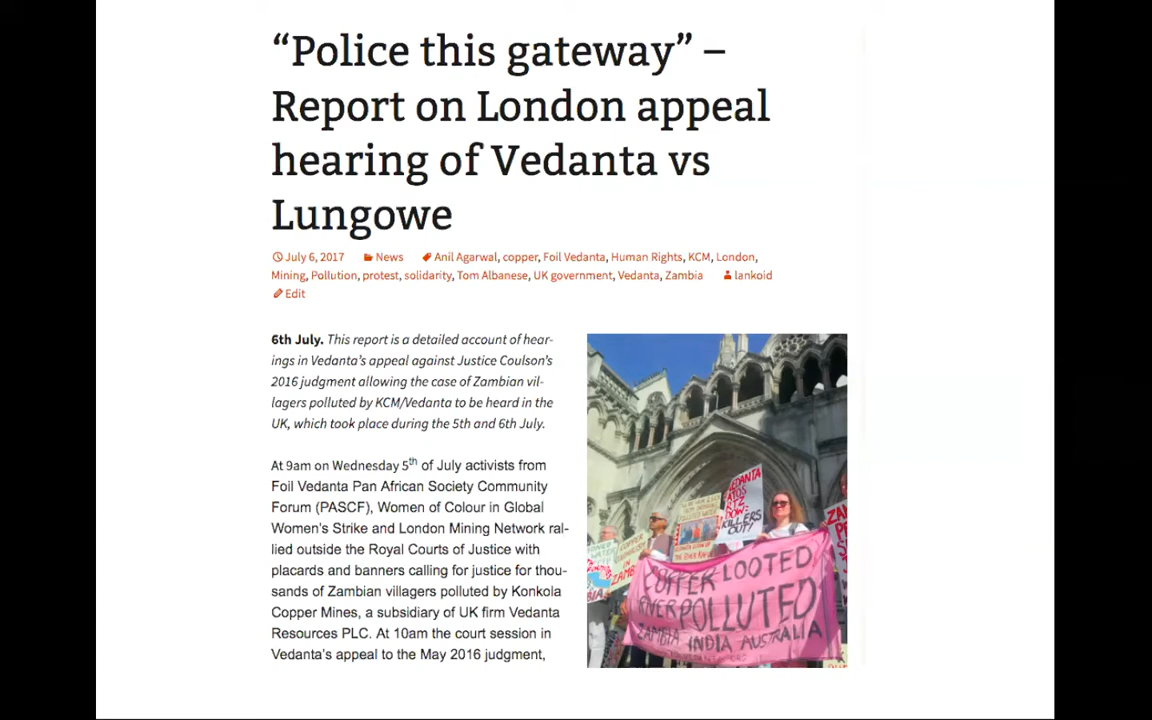 “Police this gateway” –
Report on London appeal
hearing of Vedanta vs
Lungowe
July 6, 2017 News Anil Agarwal, copper, Foil Vedanta, Human Rights, KCM, London,
Mining, Pollution, protest, solidarity, Tom Albanese, UK government, Vedanta, Zambia lankoid
Edit
6th July. This report is a detailed account of hear-
ings in Vedanta’s appeal against Justice Coulson’s
2016 judgment allowing the case of Zambian vil-
lagers polluted by KCM/Vedanta to be heard in the
UK, which took place during the 5th and 6th July.
At 9am on Wednesday 5th of July activists from
Foil Vedanta Pan African Society Community
Forum (PASCF), Women of Colour in Global
Women’s Strike and London Mining Network ral-
lied outside the Royal Courts of Justice with
placards and banners calling for justice for thou-
sands of Zambian villagers polluted by Konkola
Copper Mines, a subsidiary of UK firm Vedanta
Resources PLC. At 10am the court session in
Vedanta’s appeal to the May 2016 judgment,
VEDANTA
KILLERS
OUT!
COPPER LOOTED
RIVER POLLUTED
ZAMBIA INDIA AUSTRALIA